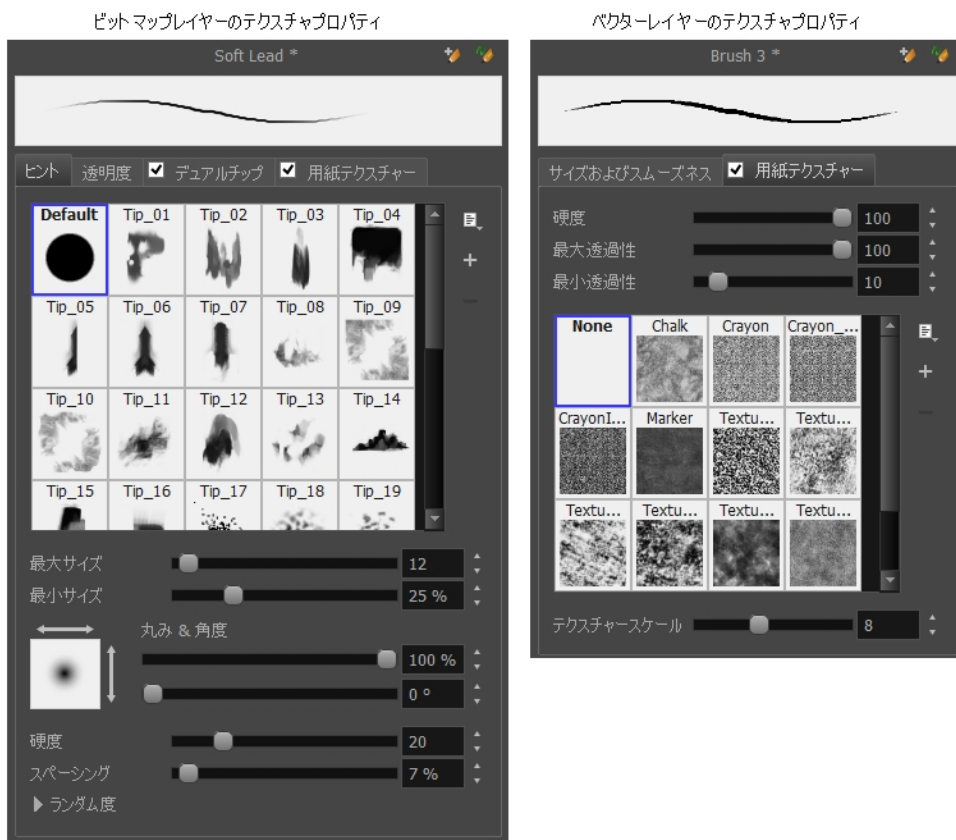 ビットマップレイヤーのテクスチャプロパティ
Soft Lead *
ヒント 透明度 デュアルチップ 用紙テクスチャー
Default Tip_01 Tip_02 Tip_03 Tip_04
Tip_05 Tip_06 Tip_07 Tip_08 Tip_09
Tip_10 Tip_11 Tip_12 Tip_13 Tip_14
Tip_15 Tip_16 Tip_17 Tip_18 Tip_19
最大サイズ 12
最小サイズ 25 %
丸み & 角度
100 %
0 º
硬度 20
スペーシング 7 %
ランダム度
ベクターレイヤーのテクスチャプロパティ
Brush 3 *
サイズおよびスムーズネス 用紙テクスチャー
硬度 100
最大透過性 100
最小透過性 10
None Chalk Crayon Crayon_...
CrayonI... Marker Textu... Textu...
Textu... Textu... Textu... Textu...
テクスチャースケール 8